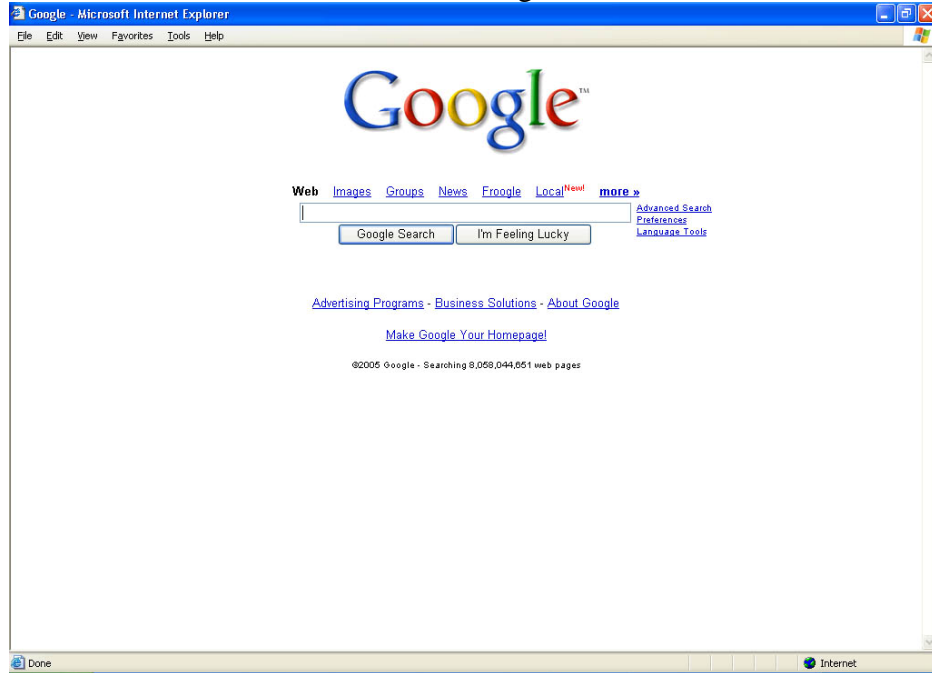 Google - Microsoft Internet Explorer
File Edit View Favorites Tools Help
Google™
Web Images Groups News Froogle Local New! more »
Advanced Search
Preferences
Language Tools
Google Search I'm Feeling Lucky
Advertising Programs - Business Solutions - About Google
Make Google Your Homepage!
©2005 Google - Searching 8,058,044,651 web pages
Done Internet